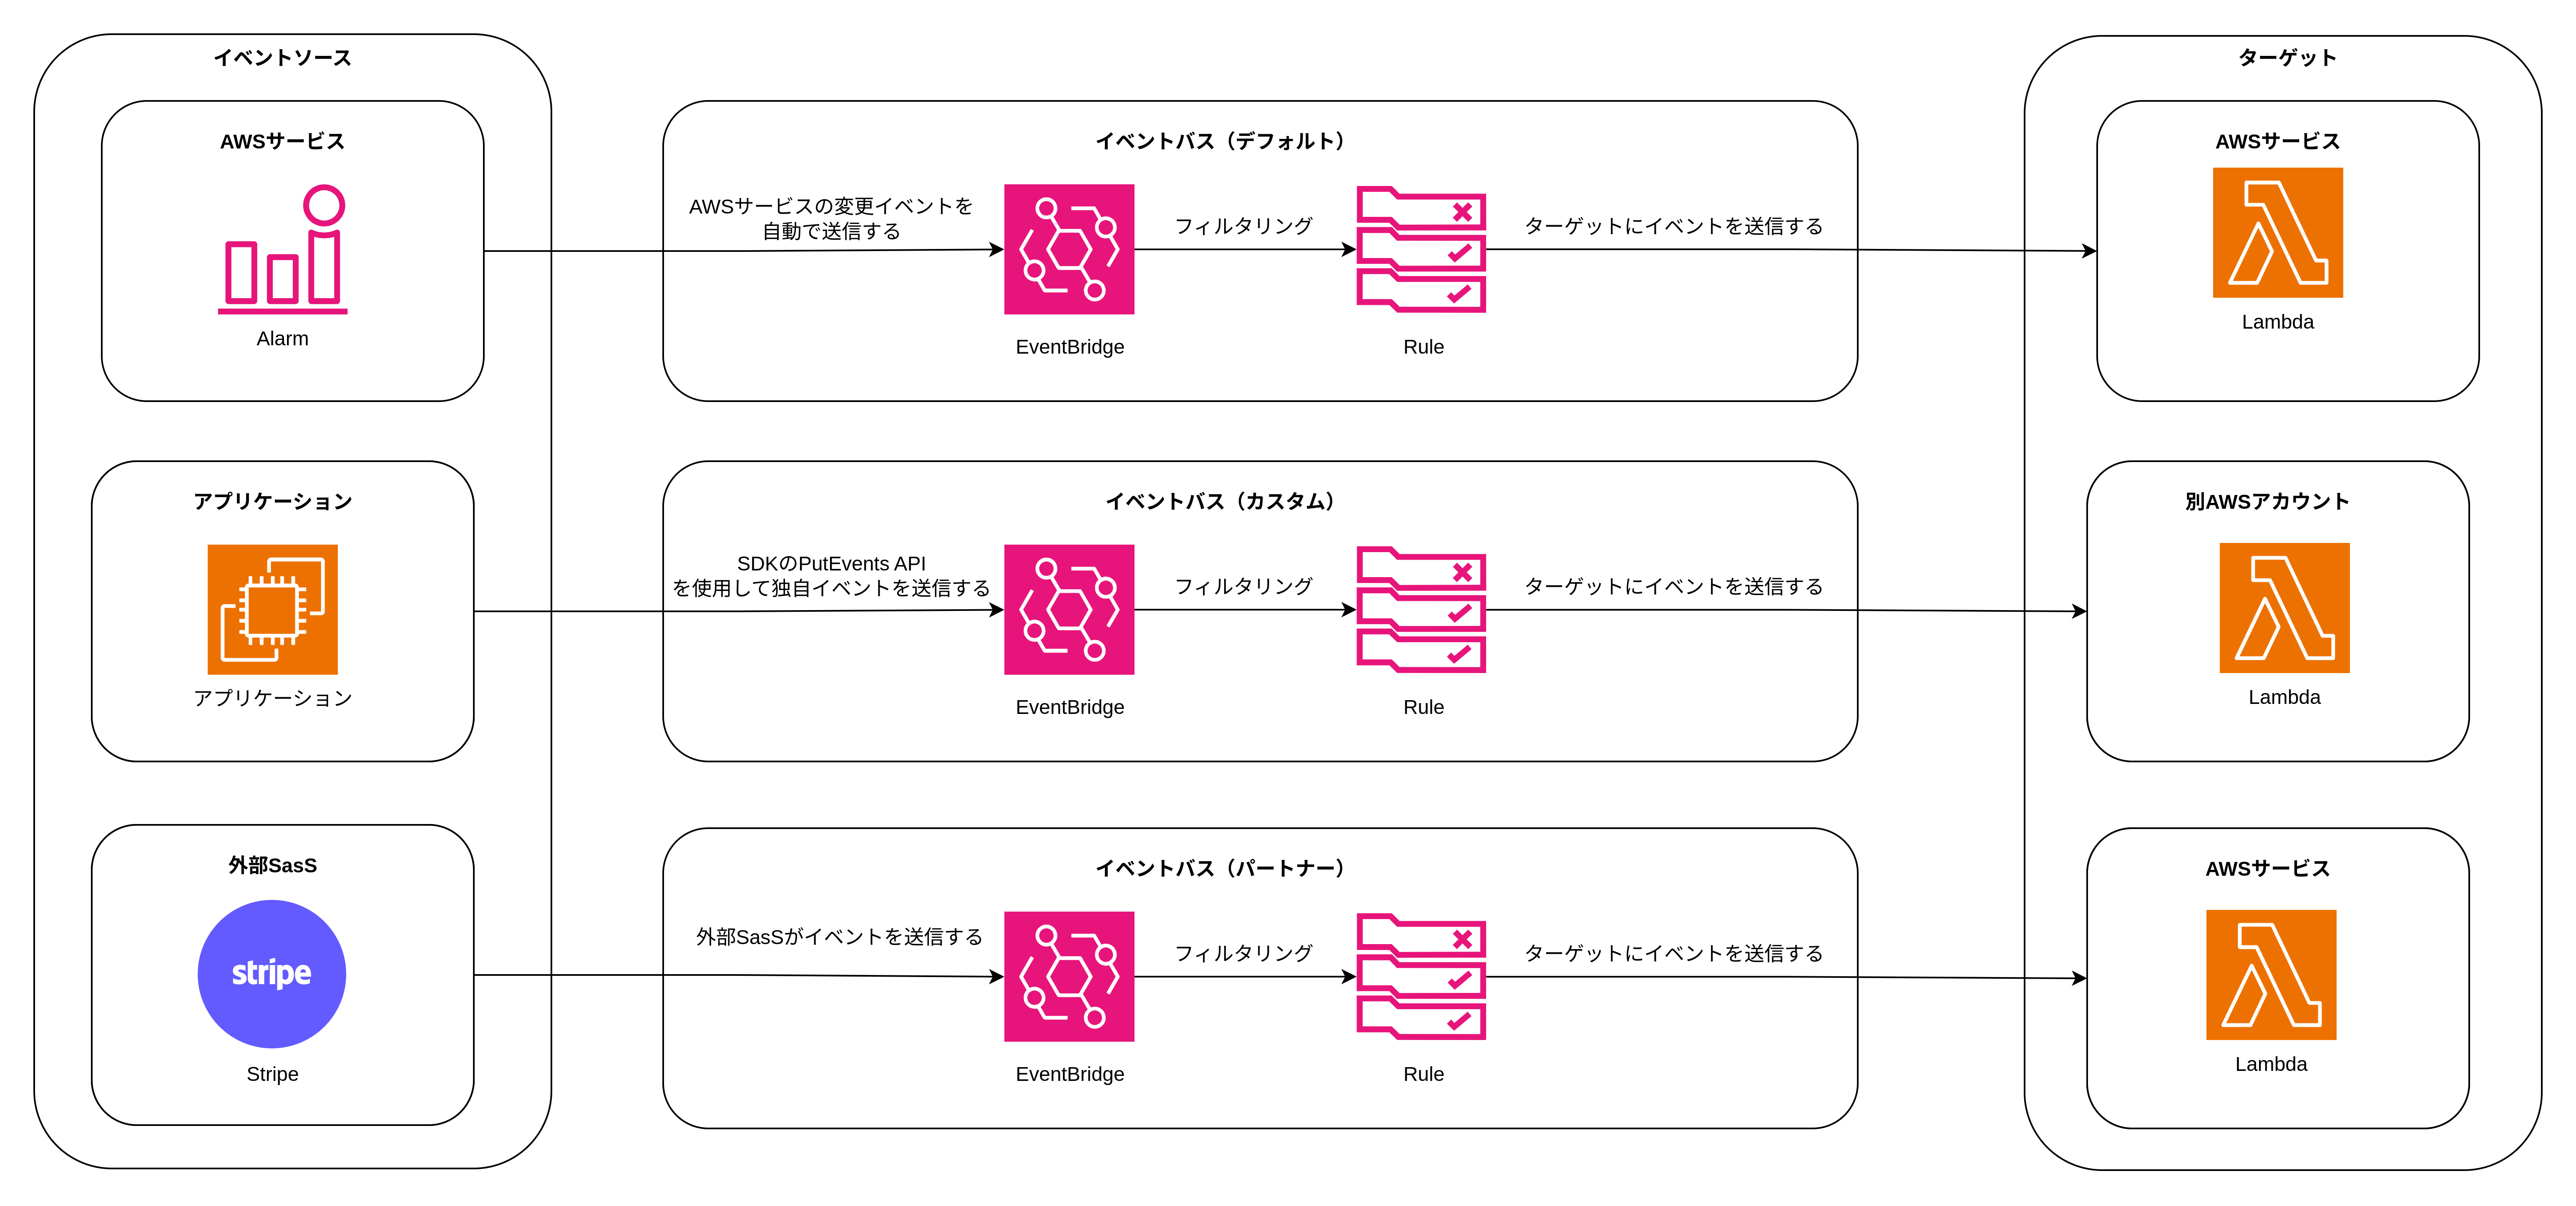 イベントソース
ターゲット
AWSサービス
Alarm
イベントバス（デフォルト）
AWSサービスの変更イベントを
自動で送信する
EventBridge
フィルタリング
Rule
ターゲットにイベントを送信する
AWSサービス
Lambda
アプリケーション
アプリケーション
イベントバス（カスタム）
SDKのPutEvents API
を使用して独自イベントを送信する
EventBridge
フィルタリング
Rule
ターゲットにイベントを送信する
別AWSアカウント
Lambda
外部SasS
stripe
Stripe
イベントバス（パートナー）
外部SasSがイベントを送信する
EventBridge
フィルタリング
Rule
ターゲットにイベントを送信する
AWSサービス
Lambda